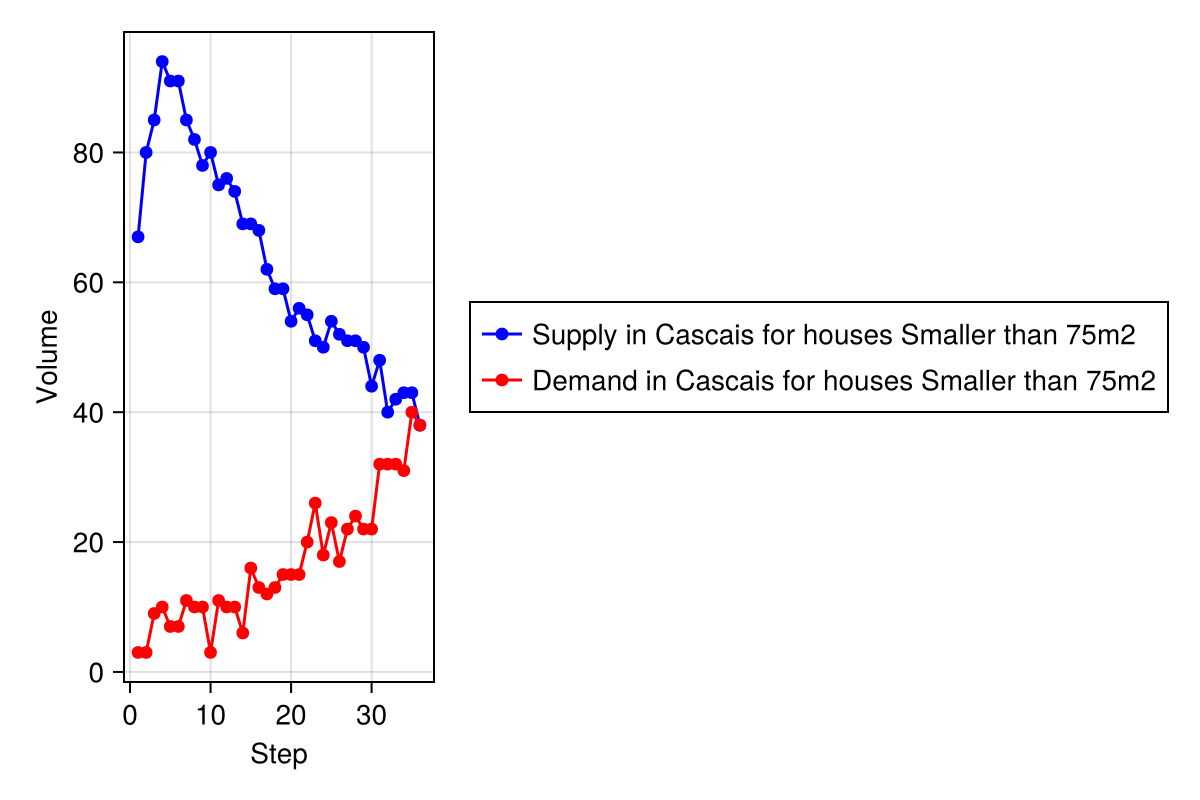 Volume
80
60
40
20
0
0 10 20 30
Step
Supply in Cascais for houses Smaller than 75m2
Demand in Cascais for houses Smaller than 75m2